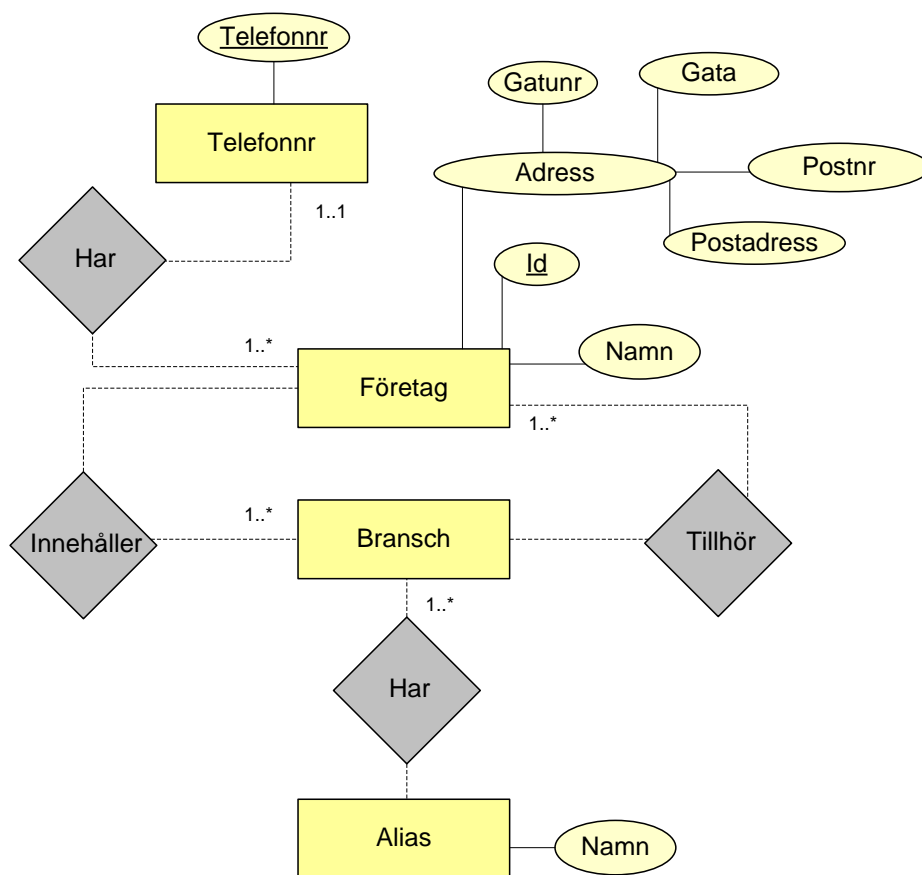 Telefonnr
Gatunr
Gata
Telefonnr
Adress
Postnr
1..1
Har
Postadress
Id
1..*
Namn
Företag
1..*
1..*
Innehåller
Bransch
Tillhör
1..*
Har
Alias
Namn